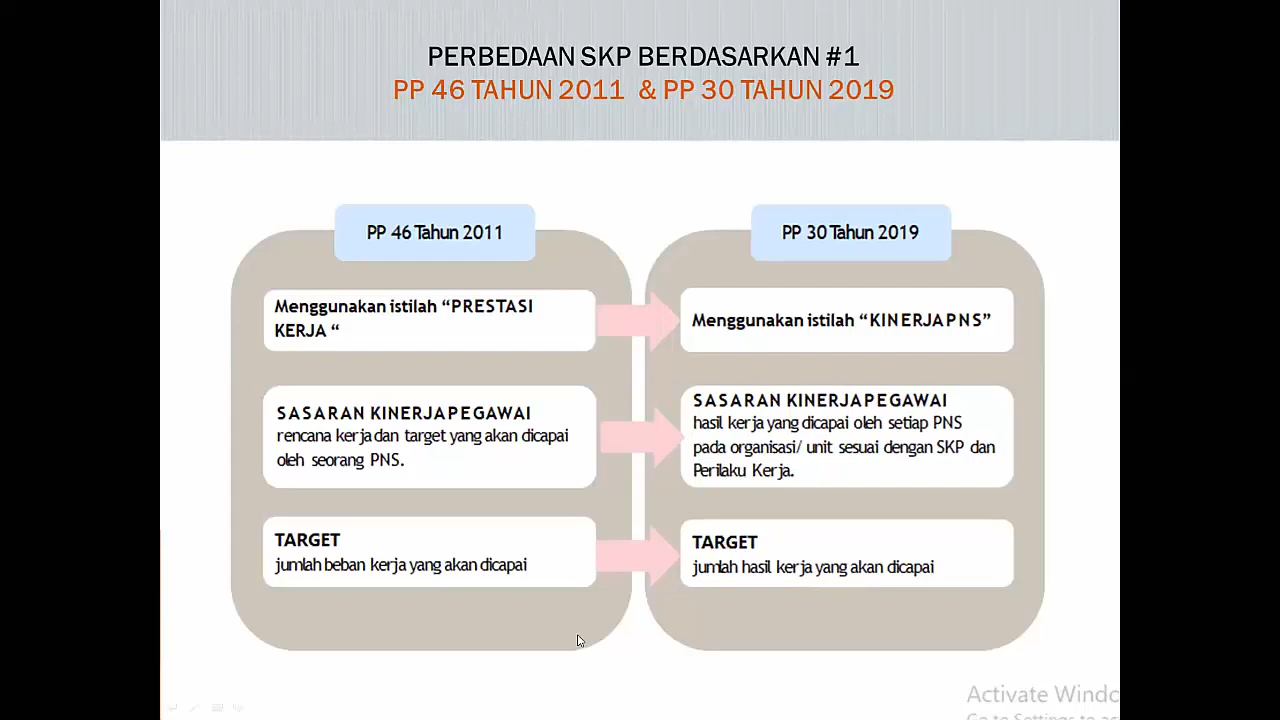 PERBEDAAN SKP BERDASARKAN #1
PP 46 TAHUN 2011 & PP 30 TAHUN 2019
PP 46 Tahun 2011
Menggunakan istilah “PRESTASI
KERJA “
SASARAN KINERJA PEGAWAI
rencana kerja dan target yang akan dicapai
oleh seorang PNS.
TARGET
jumlah beban kerja yang akan dicapai
PP 30 Tahun 2019
Menggunakan istilah “KINERJA PNS”
SASARAN KINERJA PEGAWAI
hasil kerja yang dicapai oleh setiap PNS
pada organisasi/ unit sesuai dengan SKP dan
Perilaku Kerja.
TARGET
jumlah hasil kerja yang akan dicapai
Activate Windo